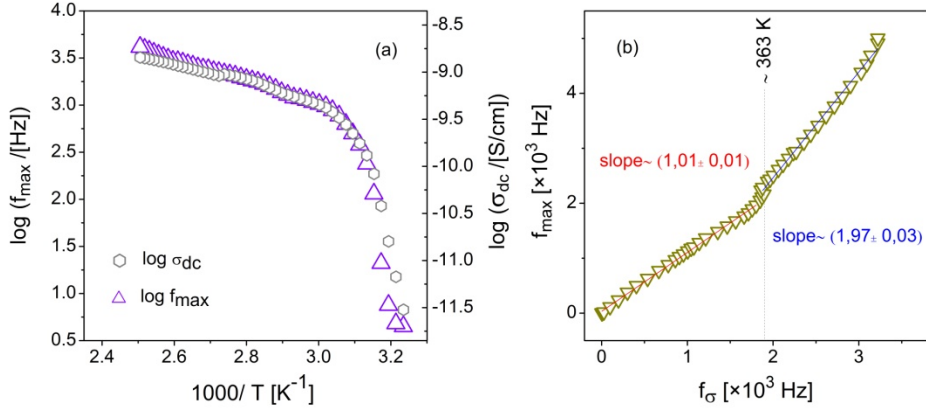 (a)
4.0
3.5
3.0
2.5
2.0
1.5
1.0
0.5
log (f_max /[Hz])
-8.5
-9.0
-9.5
-10.0
-10.5
-11.0
-11.5
log (σ_dc /[S/cm])
log σ_dc
log f_max
2.4 2.6 2.8 3.0 3.2
1000/ T [K⁻¹]
(b)
~ 363 K
4
2
0
f_max [×10³ Hz]
slope~ (1,01± 0,01)
slope~ (1,97± 0,03)
0 1 2 3
f_σ [×10³ Hz]